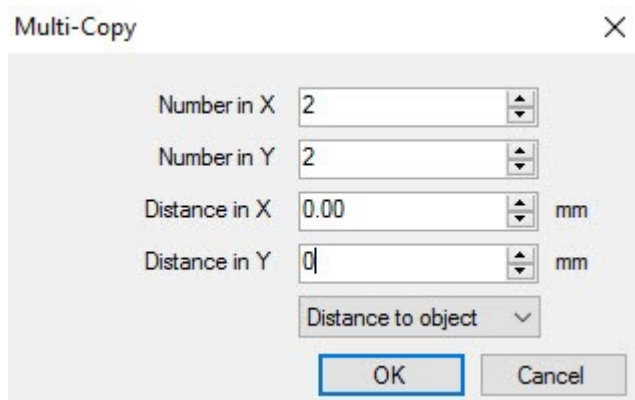 Multi-Copy
Number in X 2
Number in Y 2
Distance in X 0.00 mm
Distance in Y 0 mm
Distance to object
OK Cancel